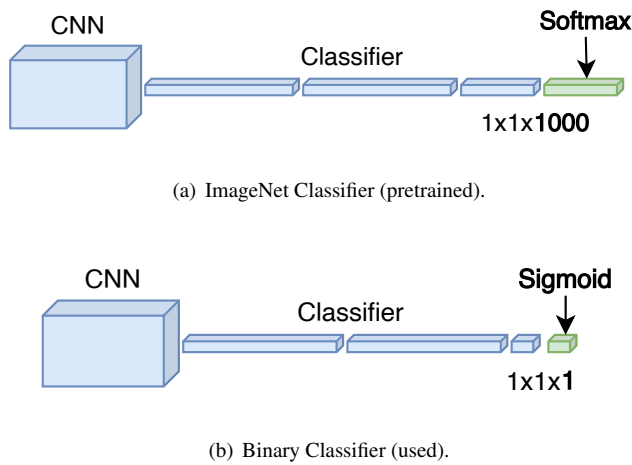 CNN
Softmax
Classifier
1x1x1000
(a) ImageNet Classifier (pretrained).
CNN
Sigmoid
Classifier
1x1x1
(b) Binary Classifier (used).